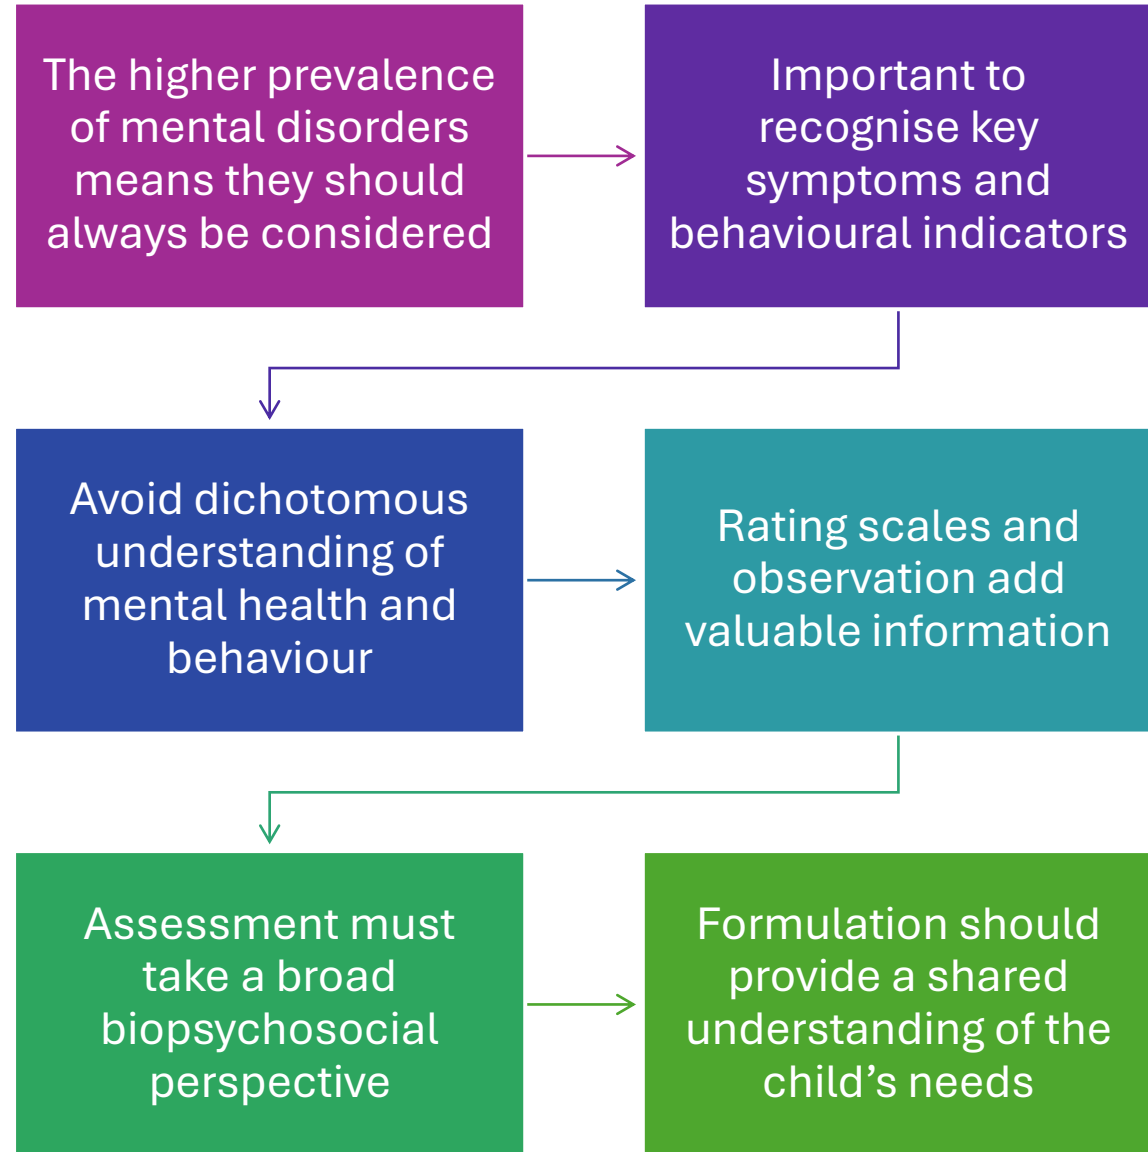 The higher prevalence
of mental disorders
means they should
always be considered
Important to
recognise key
symptoms and
behavioural indicators
Avoid dichotomous
understanding of
mental health and
behaviour
Rating scales and
observation add
valuable information
Assessment must
take a broad
biopsychosocial
perspective
Formulation should
provide a shared
understanding of the
child’s needs